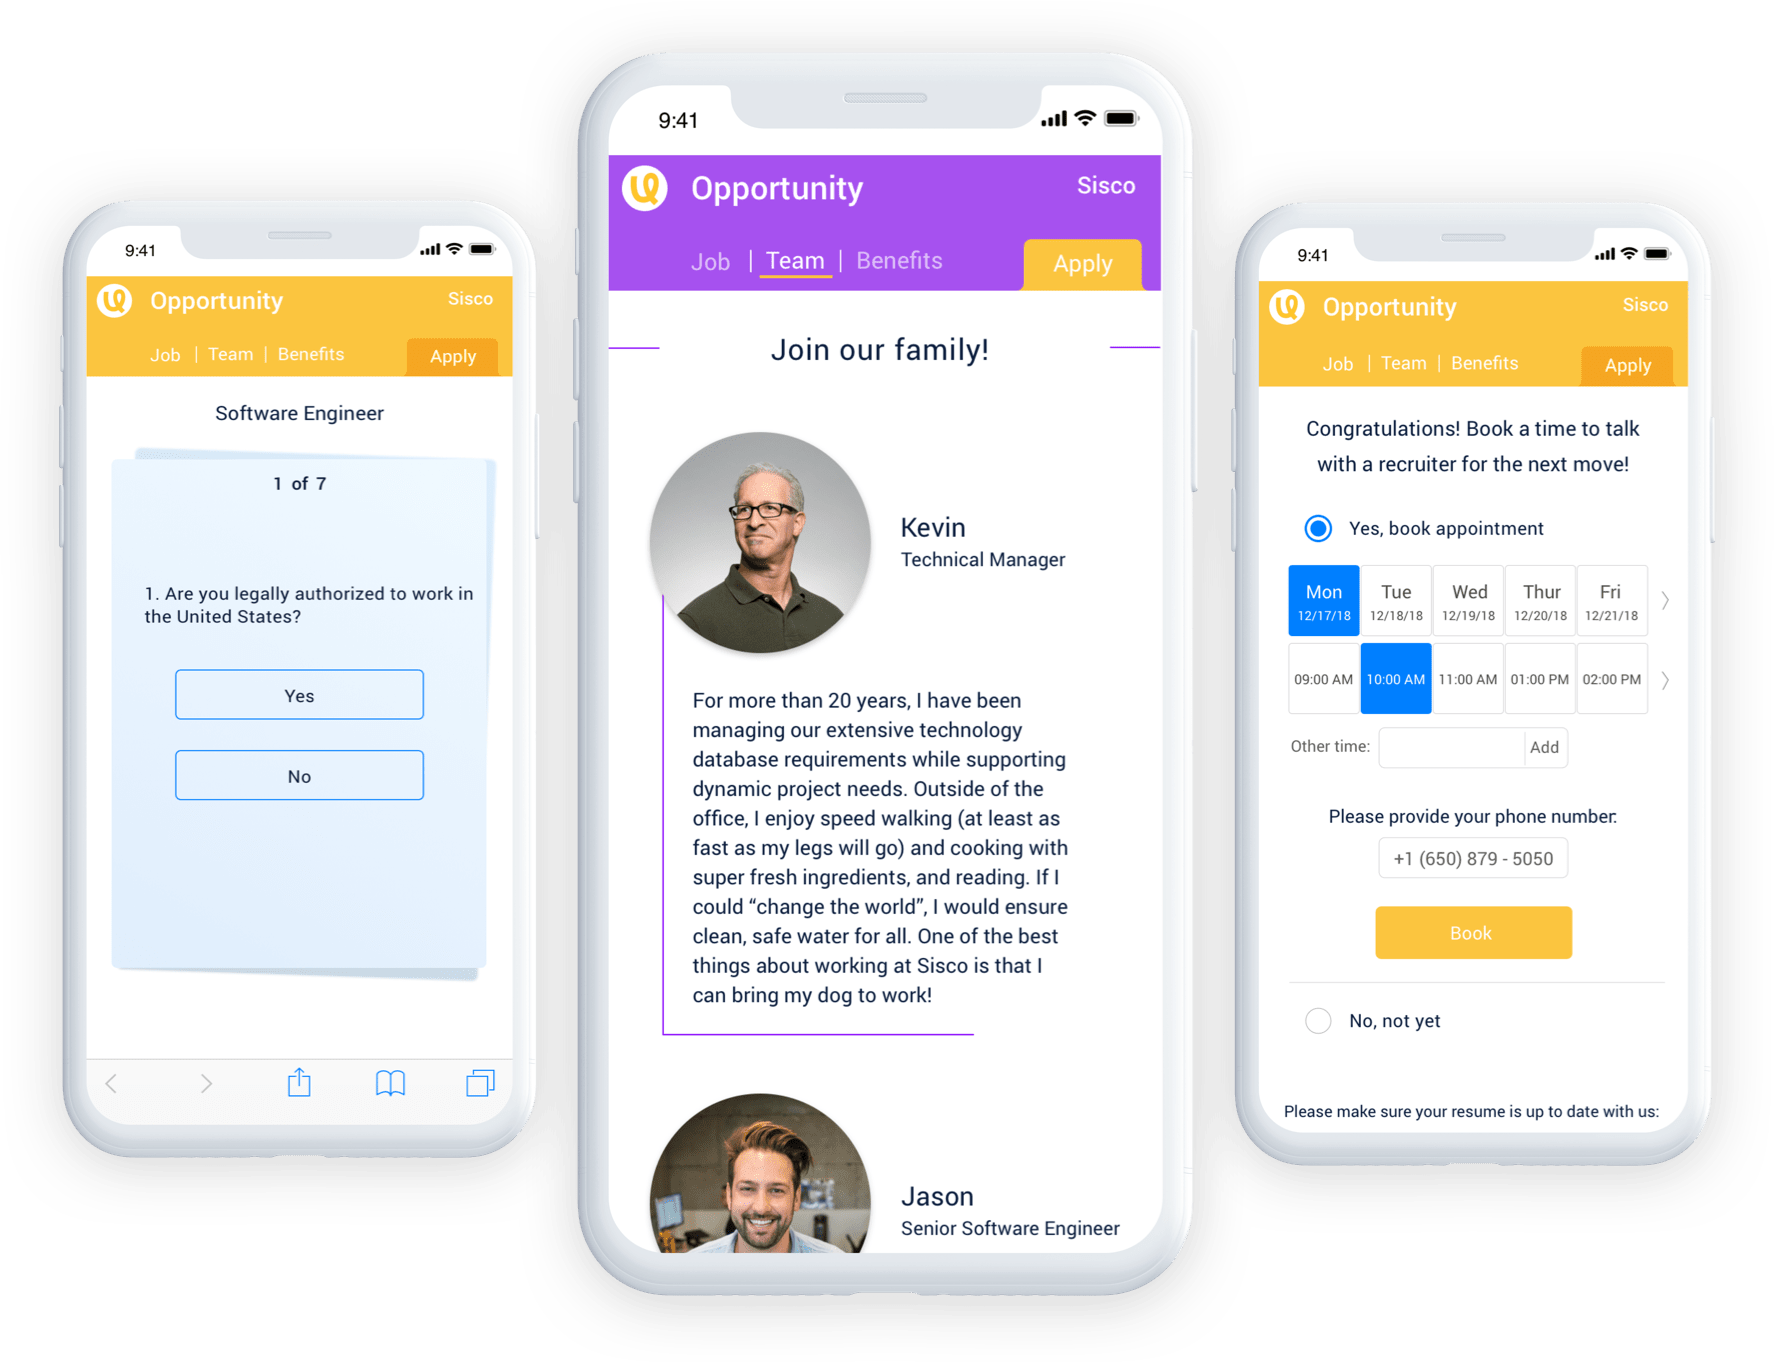 9:41
Opportunity
Sisco
Job | Team | Benefits
Apply
Software Engineer
1 of 7
1. Are you legally authorized to work in
the United States?
Yes
No
9:41
Opportunity
Sisco
Job | Team | Benefits
Apply
Join our family!
Kevin
Technical Manager
For more than 20 years, I have been
managing our extensive technology
database requirements while supporting
dynamic project needs. Outside of the
office, I enjoy speed walking (at least as
fast as my legs will go) and cooking with
super fresh ingredients, and reading. If I
could “change the world”, I would ensure
clean, safe water for all. One of the best
things about working at Sisco is that I
can bring my dog to work!
Jason
Senior Software Engineer
9:41
Opportunity
Sisco
Job | Team | Benefits
Apply
Congratulations! Book a time to talk
with a recruiter for the next move!
Yes, book appointment
Mon Tue Wed Thur Fri
12/17/18 12/18/18 12/19/18 12/20/18 12/21/18
09:00 AM 10:00 AM 11:00 AM 01:00 PM 02:00 PM
Other time: Add
Please provide your phone number:
+1 (650) 879 - 5050
Book
No, not yet
Please make sure your resume is up to date with us: